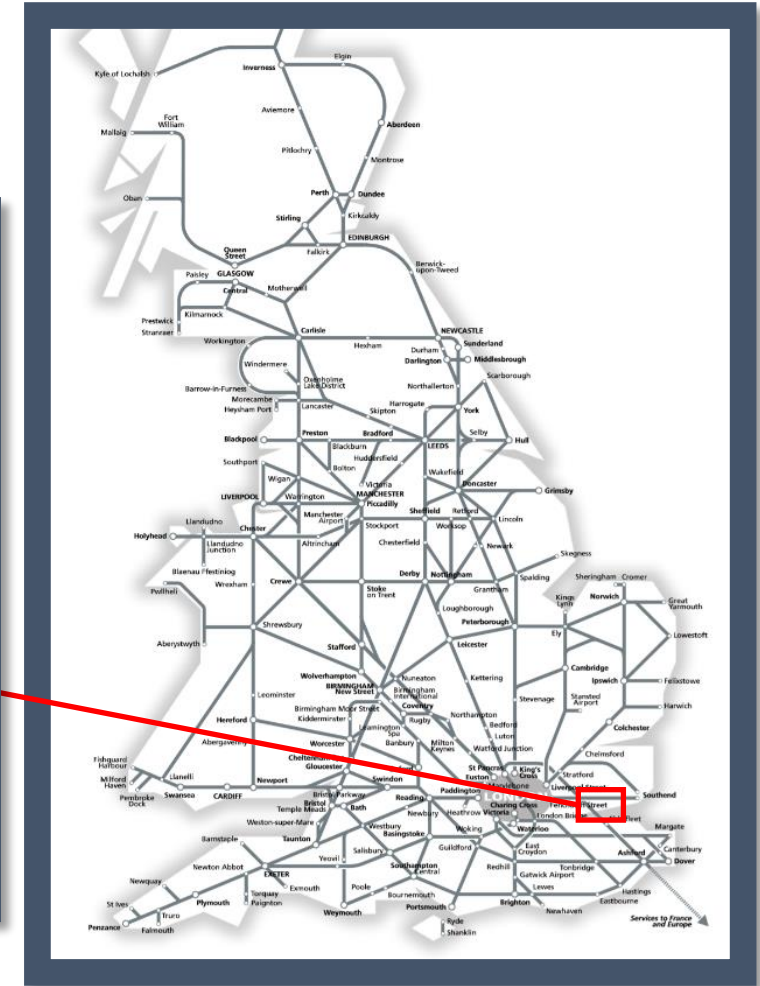 Elgin
Kyle of Lochalsh
Inverness
Aviemore
Fort
William
Aberdeen
Mallaig
Pitlochry
Montrose
Perth
Dundee
Oban
Kirkcaldy
Stirling
EDINBURGH
Queen
Street
Falkirk
Berwick-
upon-Tweed
Paisley
GLASGOW
Central
Motherwell
Kilmarnock
Prestwick
Stranraer
Carlisle
NEWCASTLE
Workington
Hexham
Sunderland
Durham
Darlington
Middlesbrough
Windermere
Oxenholme
Lake District
Scarborough
Barrow-in-Furness
Northallerton
Morecambe
Heysham Port
Lancaster
Harrogate
Skipton
York
Blackpool
Preston
Bradford
Selby
Blackburn
LEEDS
Hull
Huddersfield
Southport
Bolton
Wakefield
Wigan
Victoria
Doncaster
MANCHESTER
Piccadilly
LIVERPOOL
Warrington
Grimsby
Manchester
Airport
Sheffield
Retford
Llandudno
Stockport
Worksop
Lincoln
Chester
Holyhead
Llandudno
Junction
Altrincham
Chesterfield
Newark
Skegness
Blaenau Ffestiniog
Derby
Nottingham
Spalding
Sheringham
Cromer
Pwllheli
Wrexham
Crewe
Stoke
on Trent
Grantham
Kings
Lynn
Norwich
Great
Yarmouth
Loughborough
Peterborough
Ely
Aberystwyth
Shrewsbury
Stafford
Leicester
Lowestoft
Wolverhampton
Cambridge
BIRMINGHAM
New Street
Nuneaton
Kettering
Ipswich
Felixstowe
Leominster
Birmingham
International
Stevenage
Stansted
Airport
Birmingham Moor Street
Coventry
Harwich
Kidderminster
Rugby
Northampton
Hereford
Leamington
Spa
Bedford
Colchester
Abergavenny
Worcester
Banbury
Milton
Keynes
Luton
Watford Junction
Chelmsford
Fishguard
Harbour
Gloucester
St Pancras
King's
Cross
Stratford
Milford
Haven
Llanelli
Newport
Swindon
Euston
Liverpool Street
Pembroke
Dock
Swansea
CARDIFF
Bristol Parkway
Paddington
Southend
Bristol
Temple Meads
Bath
Reading
Charing Cross
Newbury
Heathrow
Victoria
Weston-super-Mare
Waterloo
Westbury
Basingstoke
Woking
Margate
Barnstaple
Taunton
East
Croydon
Canterbury
Yeovil
Salisbury
Guildford
Ashford
Dover
Newton Abbot
Southampton
Central
Redhill
Tonbridge
EXETER
Gatwick Airport
Newquay
Exmouth
Poole
Lewes
Hastings
St Ives
Torquay
Paignton
Bournemouth
Eastbourne
Plymouth
Weymouth
Portsmouth
Brighton
Newhaven
Truro
Penzance
Falmouth
Ryde
Shanklin
Services to France
and Europe